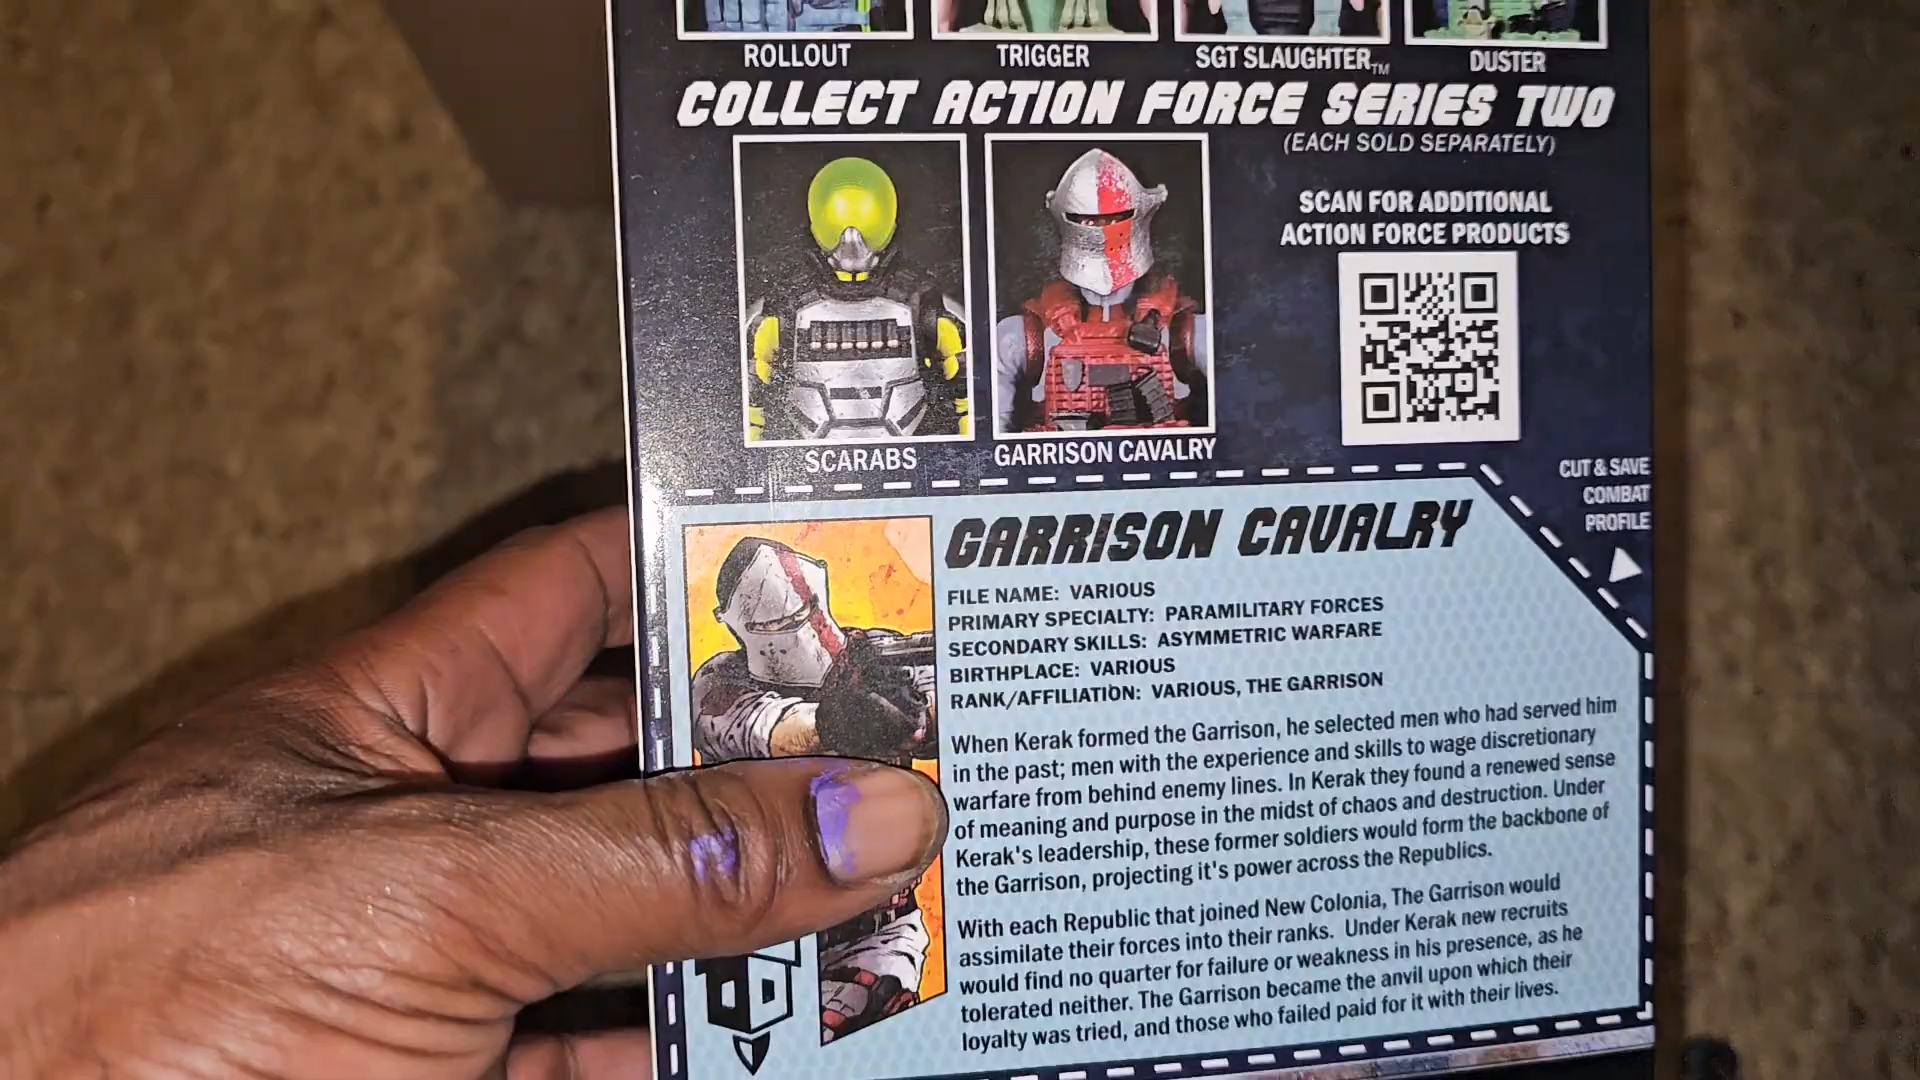 ROLLOUT TRIGGER SGT SLAUGHTER™ DUSTER
COLLECT ACTION FORCE SERIES TWO
(EACH SOLD SEPARATELY)
SCAN FOR ADDITIONAL
ACTION FORCE PRODUCTS
SCARABS GARRISON CAVALRY
CUT & SAVE
COMBAT
PROFILE
GARRISON CAVALRY
FILE NAME: VARIOUS
PRIMARY SPECIALTY: PARAMILITARY FORCES
SECONDARY SKILLS: ASYMMETRIC WARFARE
BIRTHPLACE: VARIOUS
RANK/AFFILIATION: VARIOUS, THE GARRISON
When Kerak formed the Garrison, he selected men who had served him
in the past; men with the experience and skills to wage discretionary
warfare from behind enemy lines. In Kerak they found a renewed sense
of meaning and purpose in the midst of chaos and destruction. Under
Kerak's leadership, these former soldiers would form the backbone of
the Garrison, projecting it's power across the Republics.
With each Republic that joined New Colonia, The Garrison would
assimilate their forces into their ranks. Under Kerak new recruits
would find no quarter for failure or weakness in his presence, as he
tolerated neither. The Garrison became the anvil upon which their
loyalty was tried, and those who failed paid for it with their lives.